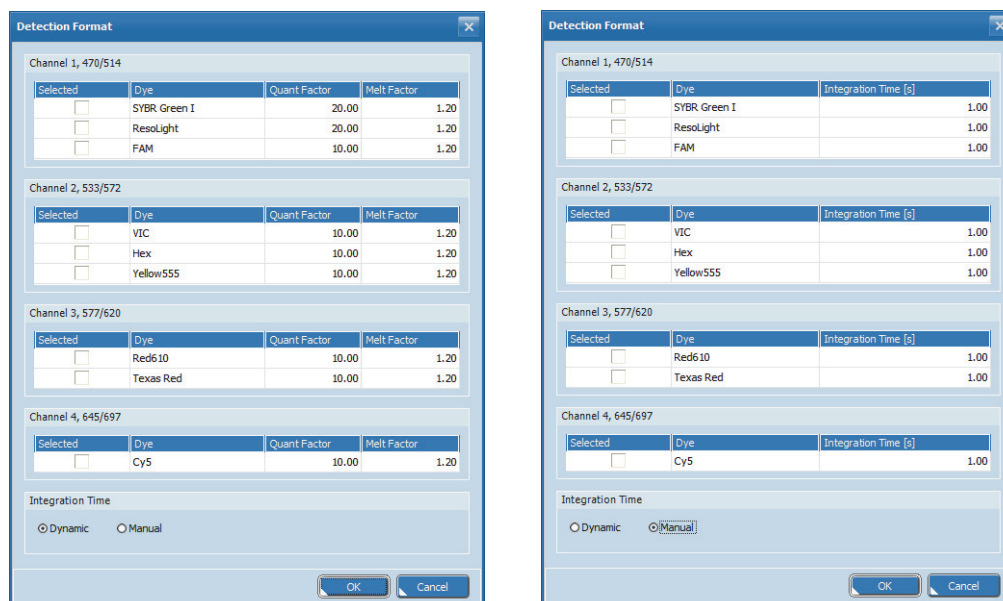 Detection Format
Channel 1, 470/514
Selected Dye Quant Factor Melt Factor
SYBR Green I 20.00 1.20
ResoLight 20.00 1.20
FAM 10.00 1.20
Channel 2, 533/572
Selected Dye Quant Factor Melt Factor
VIC 10.00 1.20
Hex 10.00 1.20
Yellow555 10.00 1.20
Channel 3, 577/620
Selected Dye Quant Factor Melt Factor
Red610 10.00 1.20
Texas Red 10.00 1.20
Channel 4, 645/697
Selected Dye Quant Factor Melt Factor
Cy5 10.00 1.20
Integration Time
Dynamic Manual
OK Cancel
Detection Format
Channel 1, 470/514
Selected Dye Integration Time [s]
SYBR Green I 1.00
ResoLight 1.00
FAM 1.00
Channel 2, 533/572
Selected Dye Integration Time [s]
VIC 1.00
Hex 1.00
Yellow555 1.00
Channel 3, 577/620
Selected Dye Integration Time [s]
Red610 1.00
Texas Red 1.00
Channel 4, 645/697
Selected Dye Integration Time [s]
Cy5 1.00
Integration Time
Dynamic Manual
OK Cancel